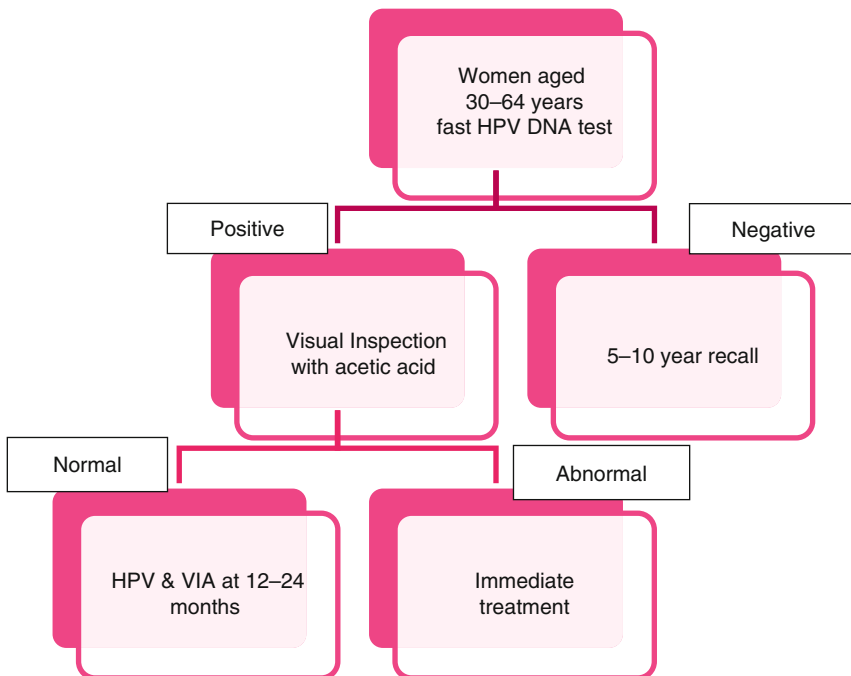 Women aged
30–64 years
fast HPV DNA test
Positive
Negative
Visual Inspection
with acetic acid
5–10 year recall
Normal
Abnormal
HPV & VIA at 12–24
months
Immediate
treatment